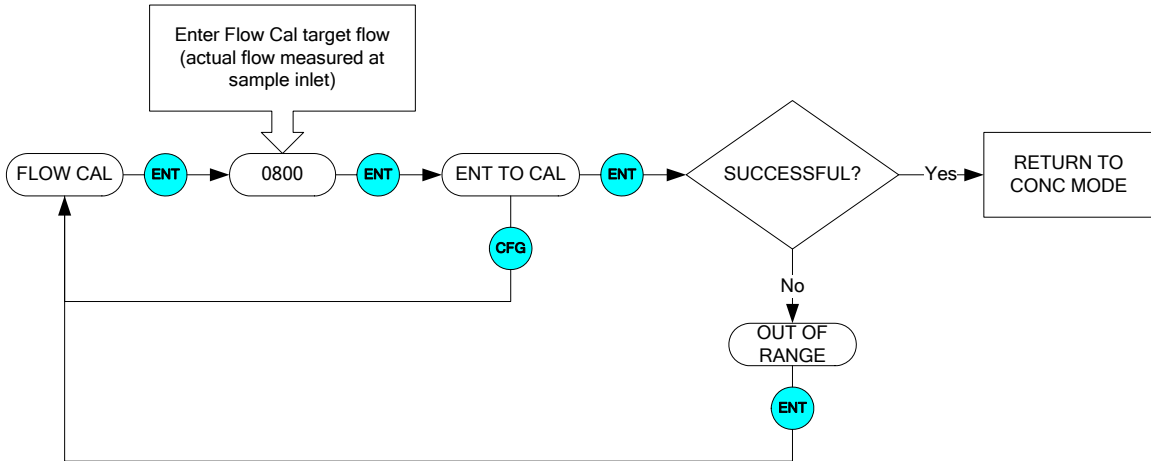 Enter Flow Cal target flow
(actual flow measured at
sample inlet)
FLOW CAL
ENT
0800
ENT
ENT TO CAL
ENT
SUCCESSFUL?
Yes
RETURN TO
CONC MODE
CFG
No
OUT OF
RANGE
ENT